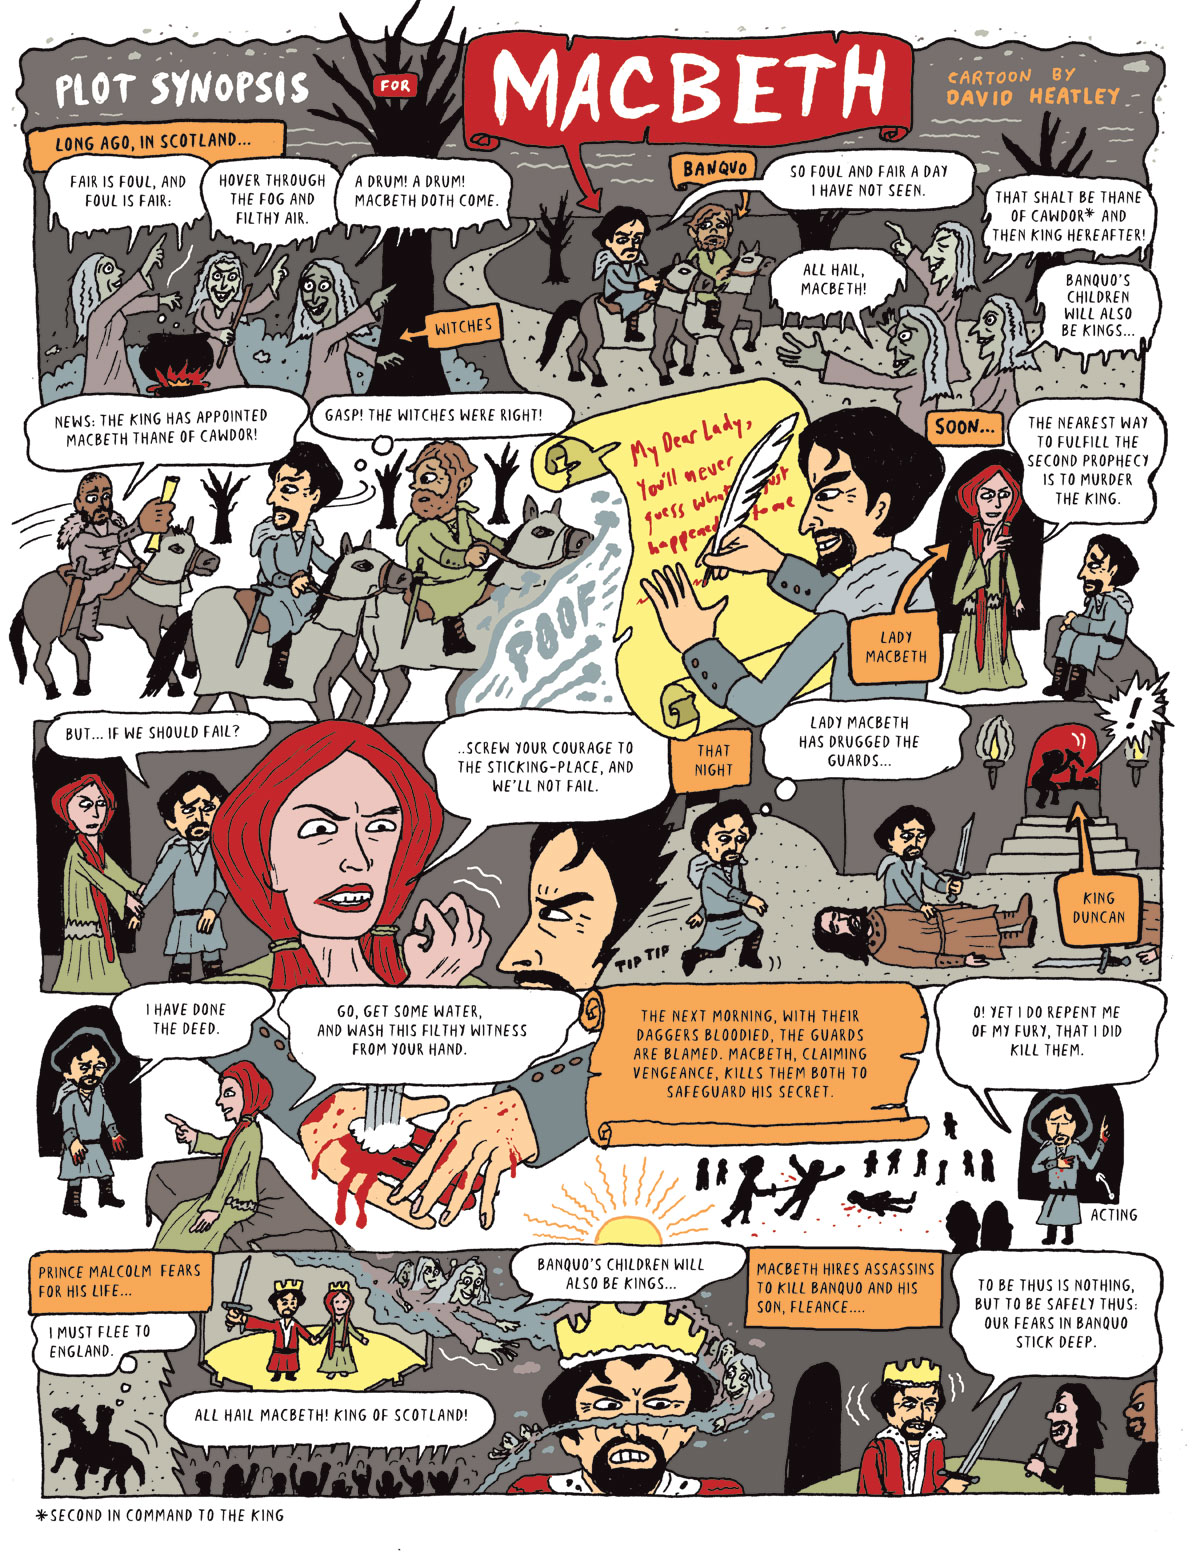 PLOT SYNOPSIS
FOR
MACBETH
CARTOON BY
DAVID HEATLEY
LONG AGO, IN SCOTLAND...
FAIR IS FOUL, AND
FOUL IS FAIR:
HOVER THROUGH
THE FOG AND
FILTHY AIR.
A DRUM! A DRUM!
MACBETH DOTH COME.
WITCHES
BANQUO
SO FOUL AND FAIR A DAY
I HAVE NOT SEEN.
ALL HAIL,
MACBETH!
THAT SHALT BE THANE
OF CAWDOR* AND
THEN KING HEREAFTER!
BANQUO'S
CHILDREN
WILL ALSO
BE KINGS...
NEWS: THE KING HAS APPOINTED
MACBETH THANE OF CAWDOR!
GASP! THE WITCHES WERE RIGHT!
POOF
My Dear Lady,
You'll never
guess what just
happened to me
SOON...
THE NEAREST WAY
TO FULFILL THE
SECOND PROPHECY
IS TO MURDER
THE KING.
LADY
MACBETH
BUT... IF WE SHOULD FAIL?
..SCREW YOUR COURAGE TO
THE STICKING-PLACE, AND
WE'LL NOT FAIL.
THAT
NIGHT
LADY MACBETH
HAS DRUGGED THE
GUARDS...
TIP TIP
!
KING
DUNCAN
I HAVE DONE
THE DEED.
GO, GET SOME WATER,
AND WASH THIS FILTHY WITNESS
FROM YOUR HAND.
THE NEXT MORNING, WITH THEIR
DAGGERS BLOODIED, THE GUARDS
ARE BLAMED. MACBETH, CLAIMING
VENGEANCE, KILLS THEM BOTH TO
SAFEGUARD HIS SECRET.
O! YET I DO REPENT ME
OF MY FURY, THAT I DID
KILL THEM.
ACTING
PRINCE MALCOLM FEARS
FOR HIS LIFE...
I MUST FLEE TO
ENGLAND.
ALL HAIL MACBETH! KING OF SCOTLAND!
BANQUO'S CHILDREN WILL
ALSO BE KINGS...
MACBETH HIRES ASSASSINS
TO KILL BANQUO AND HIS
SON, FLEANCE....
TO BE THUS IS NOTHING,
BUT TO BE SAFELY THUS:
OUR FEARS IN BANQUO
STICK DEEP.
*SECOND IN COMMAND TO THE KING